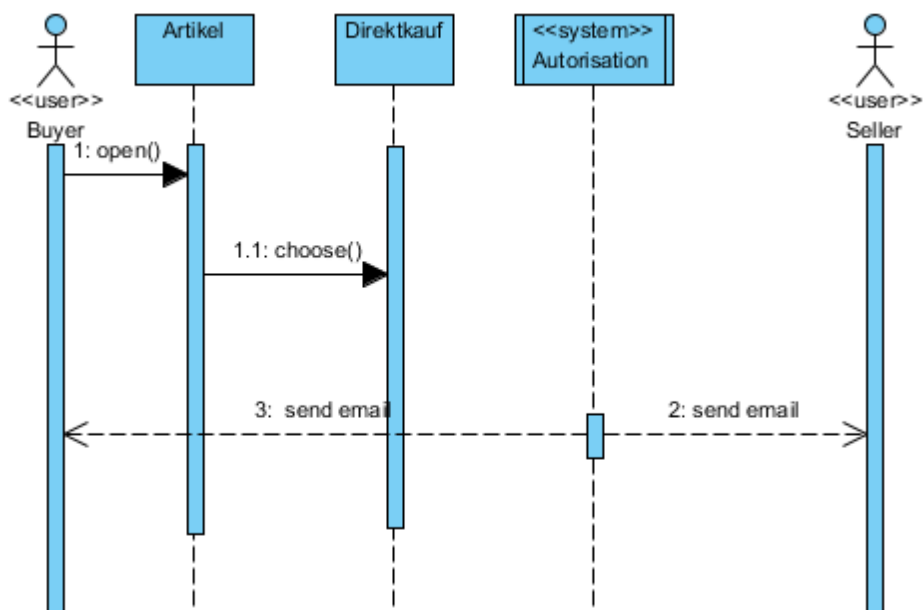 Artikel
Direktkauf
<<system>>
Autorisation
<<user>>
Buyer
<<user>>
Seller
1: open()
1.1: choose()
3: send email
2: send email